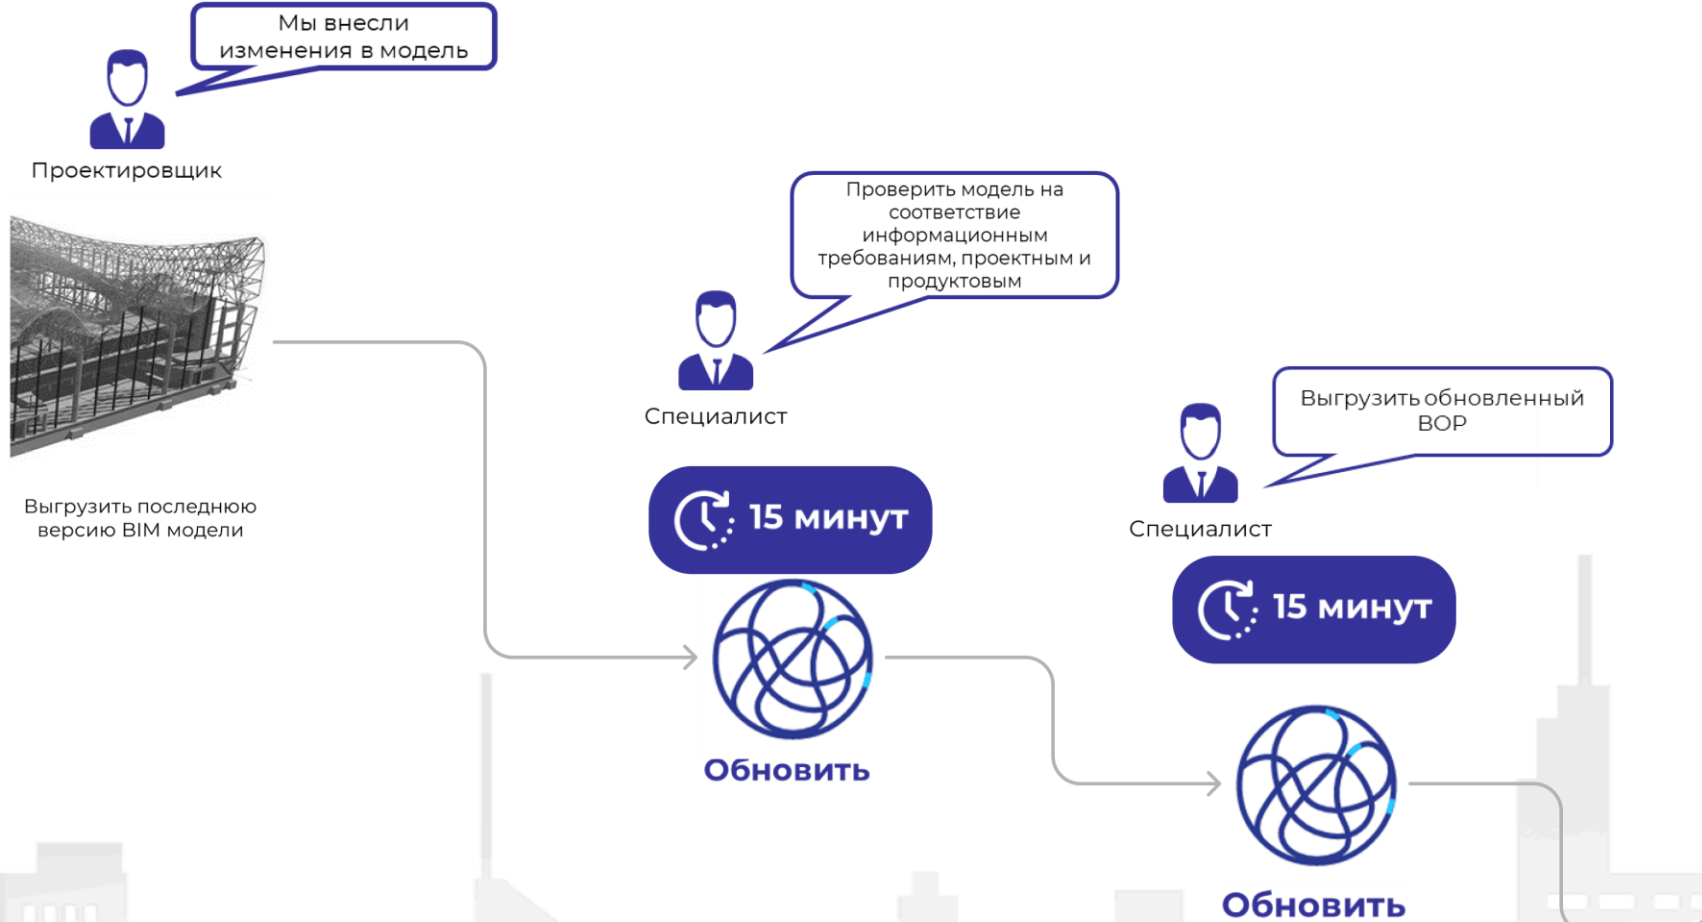 Мы внесли
изменения в модель
Проектировщик
Выгрузить последнюю
версию BIM модели
Проверить модель на
соответствие
информационным
требованиям, проектным и
продуктовым
Специалист
15 минут
Обновить
Выгрузить обновленный
ВОР
Специалист
15 минут
Обновить